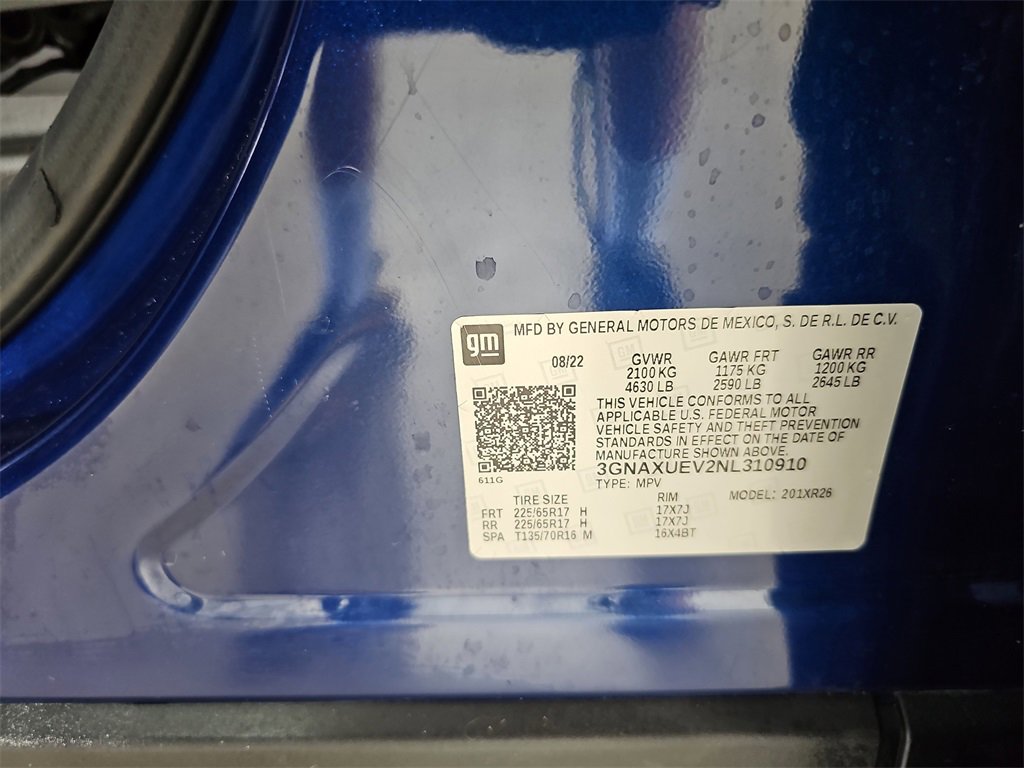 gm
MFD BY GENERAL MOTORS DE MEXICO, S. DE R.L. DE C.V.
08/22 GVWR GAWR FRT GAWR RR
2100 KG 1175 KG 1200 KG
4630 LB 2590 LB 2645 LB
THIS VEHICLE CONFORMS TO ALL
APPLICABLE U.S. FEDERAL MOTOR
VEHICLE SAFETY AND THEFT PREVENTION
STANDARDS IN EFFECT ON THE DATE OF
MANUFACTURE SHOWN ABOVE.
3GNAXUEV2NL310910
611G
TYPE: MPV
TIRE SIZE RIM MODEL: 201XR26
FRT 225/65R17 H 17X7J
RR 225/65R17 H 17X7J
SPA T135/70R16 M 16X4BT